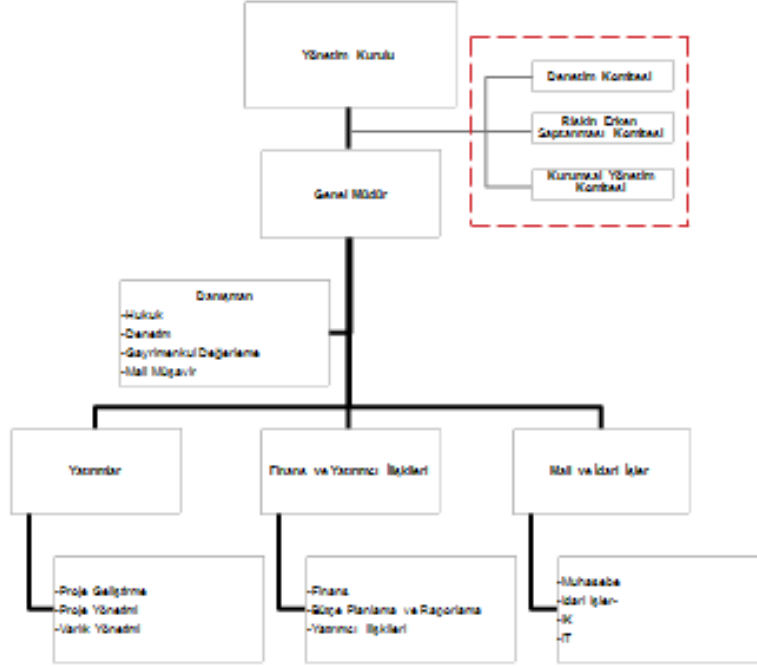 Yönetim Kurulu
Denetim Komitesi
Riskin Erken
Saptanması Komitesi
Kurumsal Yönetim
Komitesi
Genel Müdür
Danışman
-Hukuk
-Denetim
-Gayrimenkul Değerleme
-Mali Müşavir
Yatırımlar
Finans ve Yatırımcı İlişkileri
Mali ve İdari İşler
-Proje Geliştirme
-Proje Yönetimi
-Varlık Yönetimi
-Finans
-Bütçe Planlama ve Raporlama
-Yatırımcı İlişkileri
-Muhasebe
-İdari İşler-
-IK
-IT